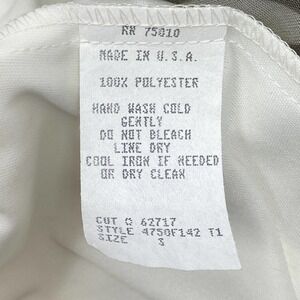 RN 75010
MADE IN U.S.A.
100% POLYESTER
HAND WASH COLD
GENTLY
DO NOT BLEACH
LINE DRY
COOL IRON IF NEEDED
OR DRY CLEAN
CUT # 62717
STYLE 4750F142 T1
SIZE S